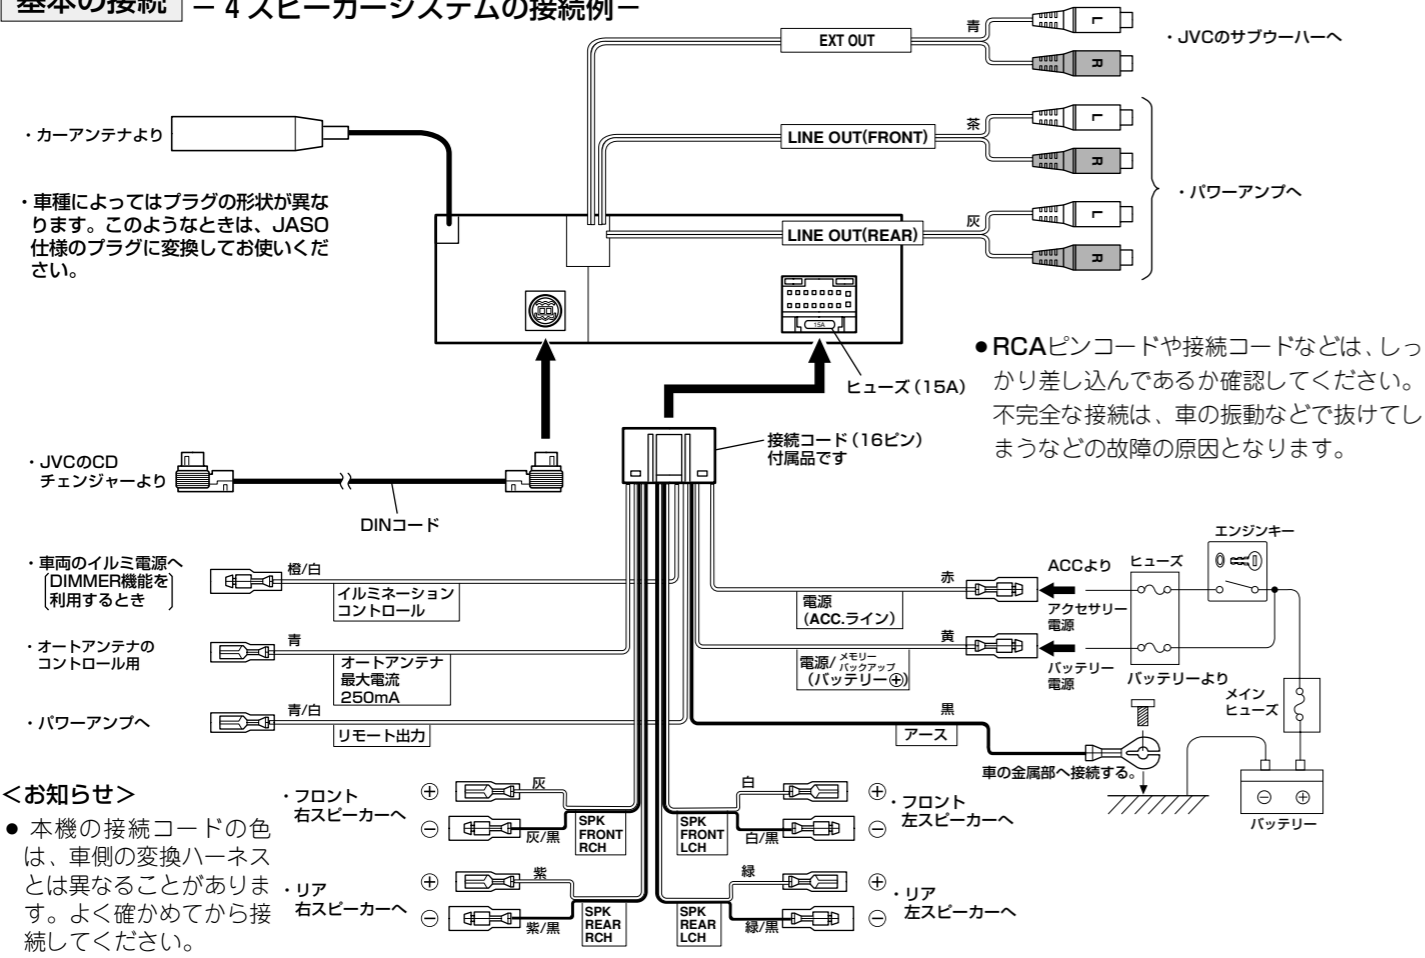 基本の接続 －4スピーカーシステムの接続例－
青
EXT OUT
L
R
・JVCのサブウーハーへ
・カーアンテナより
茶
LINE OUT(FRONT)
L
R
・パワーアンプへ
・車種によってはプラグの形状が異な
ります。このようなときは、JASO
仕様のプラグに変換してお使いくだ
さい。
灰
LINE OUT(REAR)
L
R
15A
ヒューズ（15A）
●RCAピンコードや接続コードなどは、しっ
かり差し込んであるか確認してください。
不完全な接続は、車の振動などで抜けてし
まうなどの故障の原因となります。
接続コード（16ピン）
付属品です
・JVCのCD
チェンジャーより
DINコード
・車両のイルミ電源へ
〔DIMMER機能を
利用するとき〕
橙/白
イルミネーション
コントロール
・オートアンテナの
コントロール用
青
オートアンテナ
最大電流
250mA
・パワーアンプへ
青/白
リモート出力
赤
電源
（ACC.ライン）
ACCより
アクセサリー
電源
ヒューズ
エンジンキー
黄
電源/メモリーバックアップ
（バッテリー⊕）
バッテリー
電源
バッテリーより
メイン
ヒューズ
黒
アース
車の金属部へ接続する。
⊖ ⊕
バッテリー
＜お知らせ＞
● 本機の接続コードの色
は、車側の変換ハーネス
とは異なることがありま
す。よく確かめてから接
続してください。
・フロント
右スピーカーへ
⊕
⊖
灰
灰/黒
SPK
FRONT
RCH
SPK
FRONT
LCH
白
白/黒
⊕
⊖
・フロント
左スピーカーへ
・リア
右スピーカーへ
⊕
⊖
紫
紫/黒
SPK
REAR
RCH
SPK
REAR
LCH
緑
緑/黒
⊕
⊖
・リア
左スピーカーへ